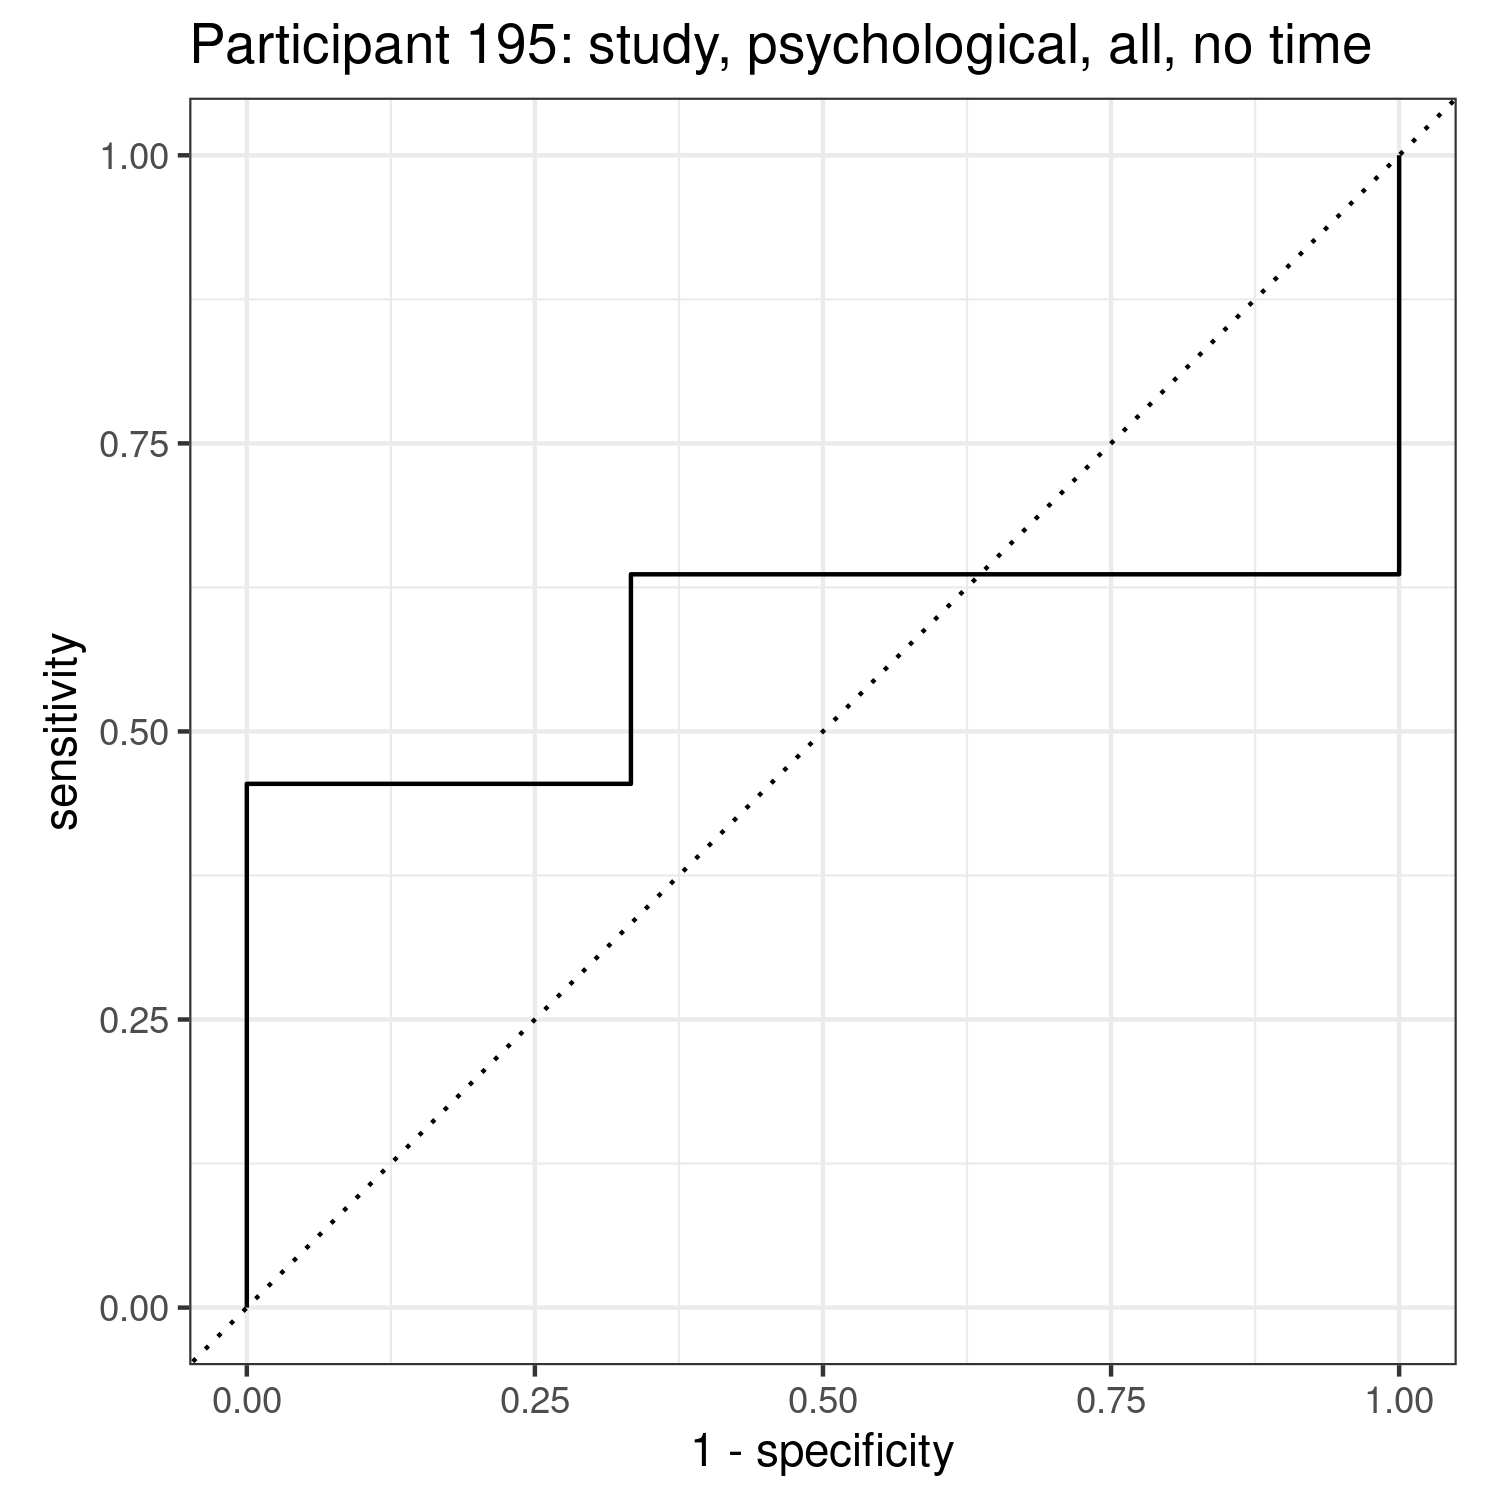 Participant 195: study, psychological, all, no time
sensitivity
1.00
0.75
0.50
0.25
0.00
0.00 0.25 0.50 0.75 1.00
1 - specificity